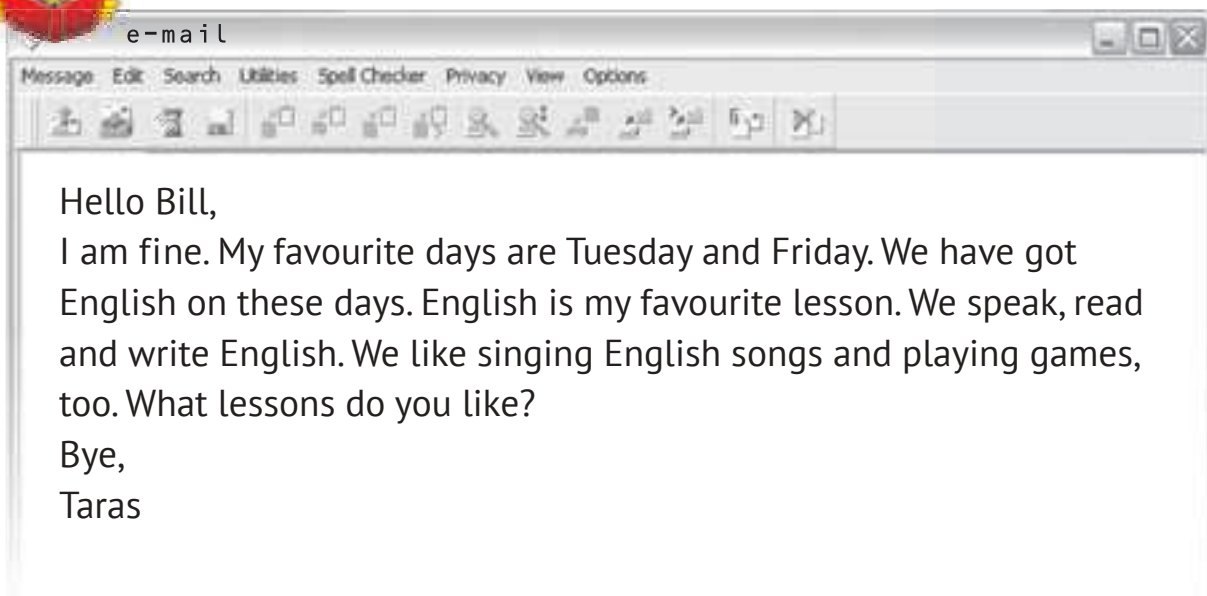 e-mail
Message Edit Search Utilities Spell Checker Privacy View Options
Hello Bill,
I am fine. My favourite days are Tuesday and Friday. We have got
English on these days. English is my favourite lesson. We speak, read
and write English. We like singing English songs and playing games,
too. What lessons do you like?
Bye,
Taras